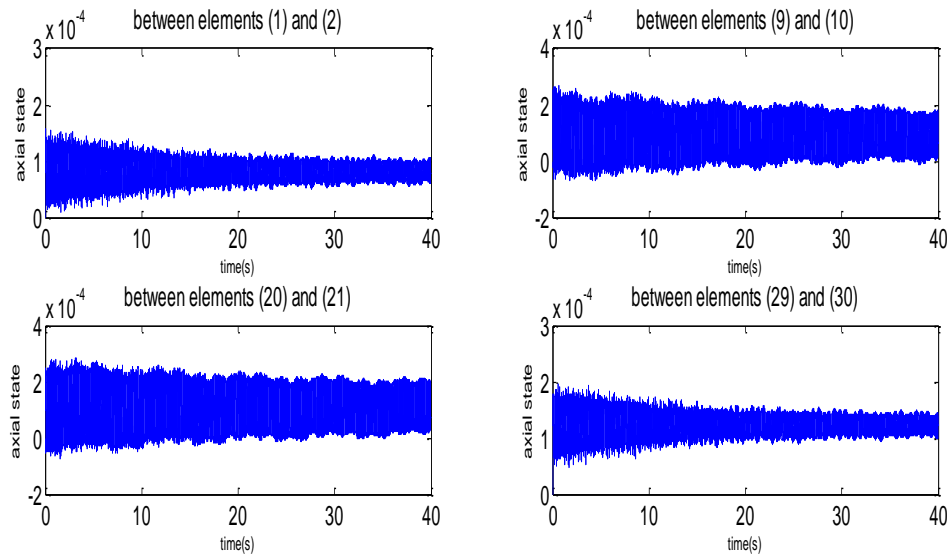 between elements (1) and (2)
x 10^-4
3
2
1
0
axial state
0 10 20 30 40
time(s)
between elements (9) and (10)
x 10^-4
4
2
0
-2
axial state
0 10 20 30 40
time(s)
between elements (20) and (21)
x 10^-4
4
2
0
-2
axial state
0 10 20 30 40
time(s)
between elements (29) and (30)
x 10^-4
3
2
1
0
axial state
0 10 20 30 40
time(s)